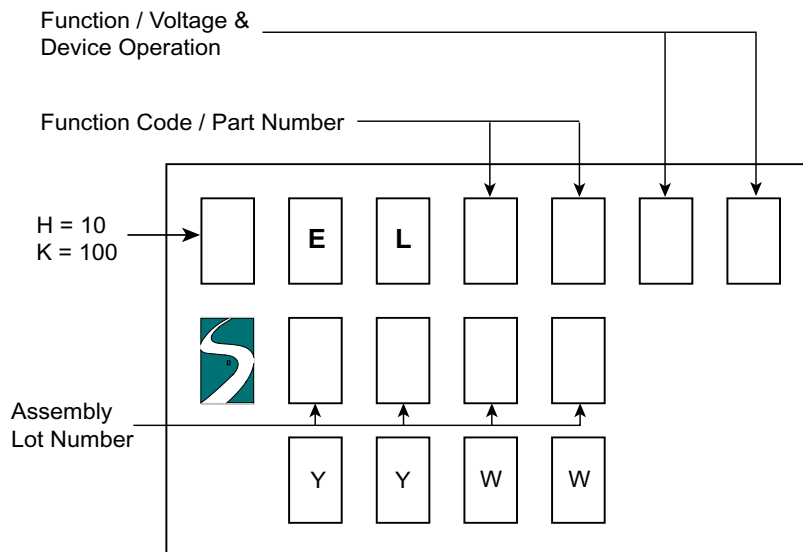 Function / Voltage &
Device Operation
Function Code / Part Number
H = 10
K = 100
E L
Assembly
Lot Number
Y Y W W